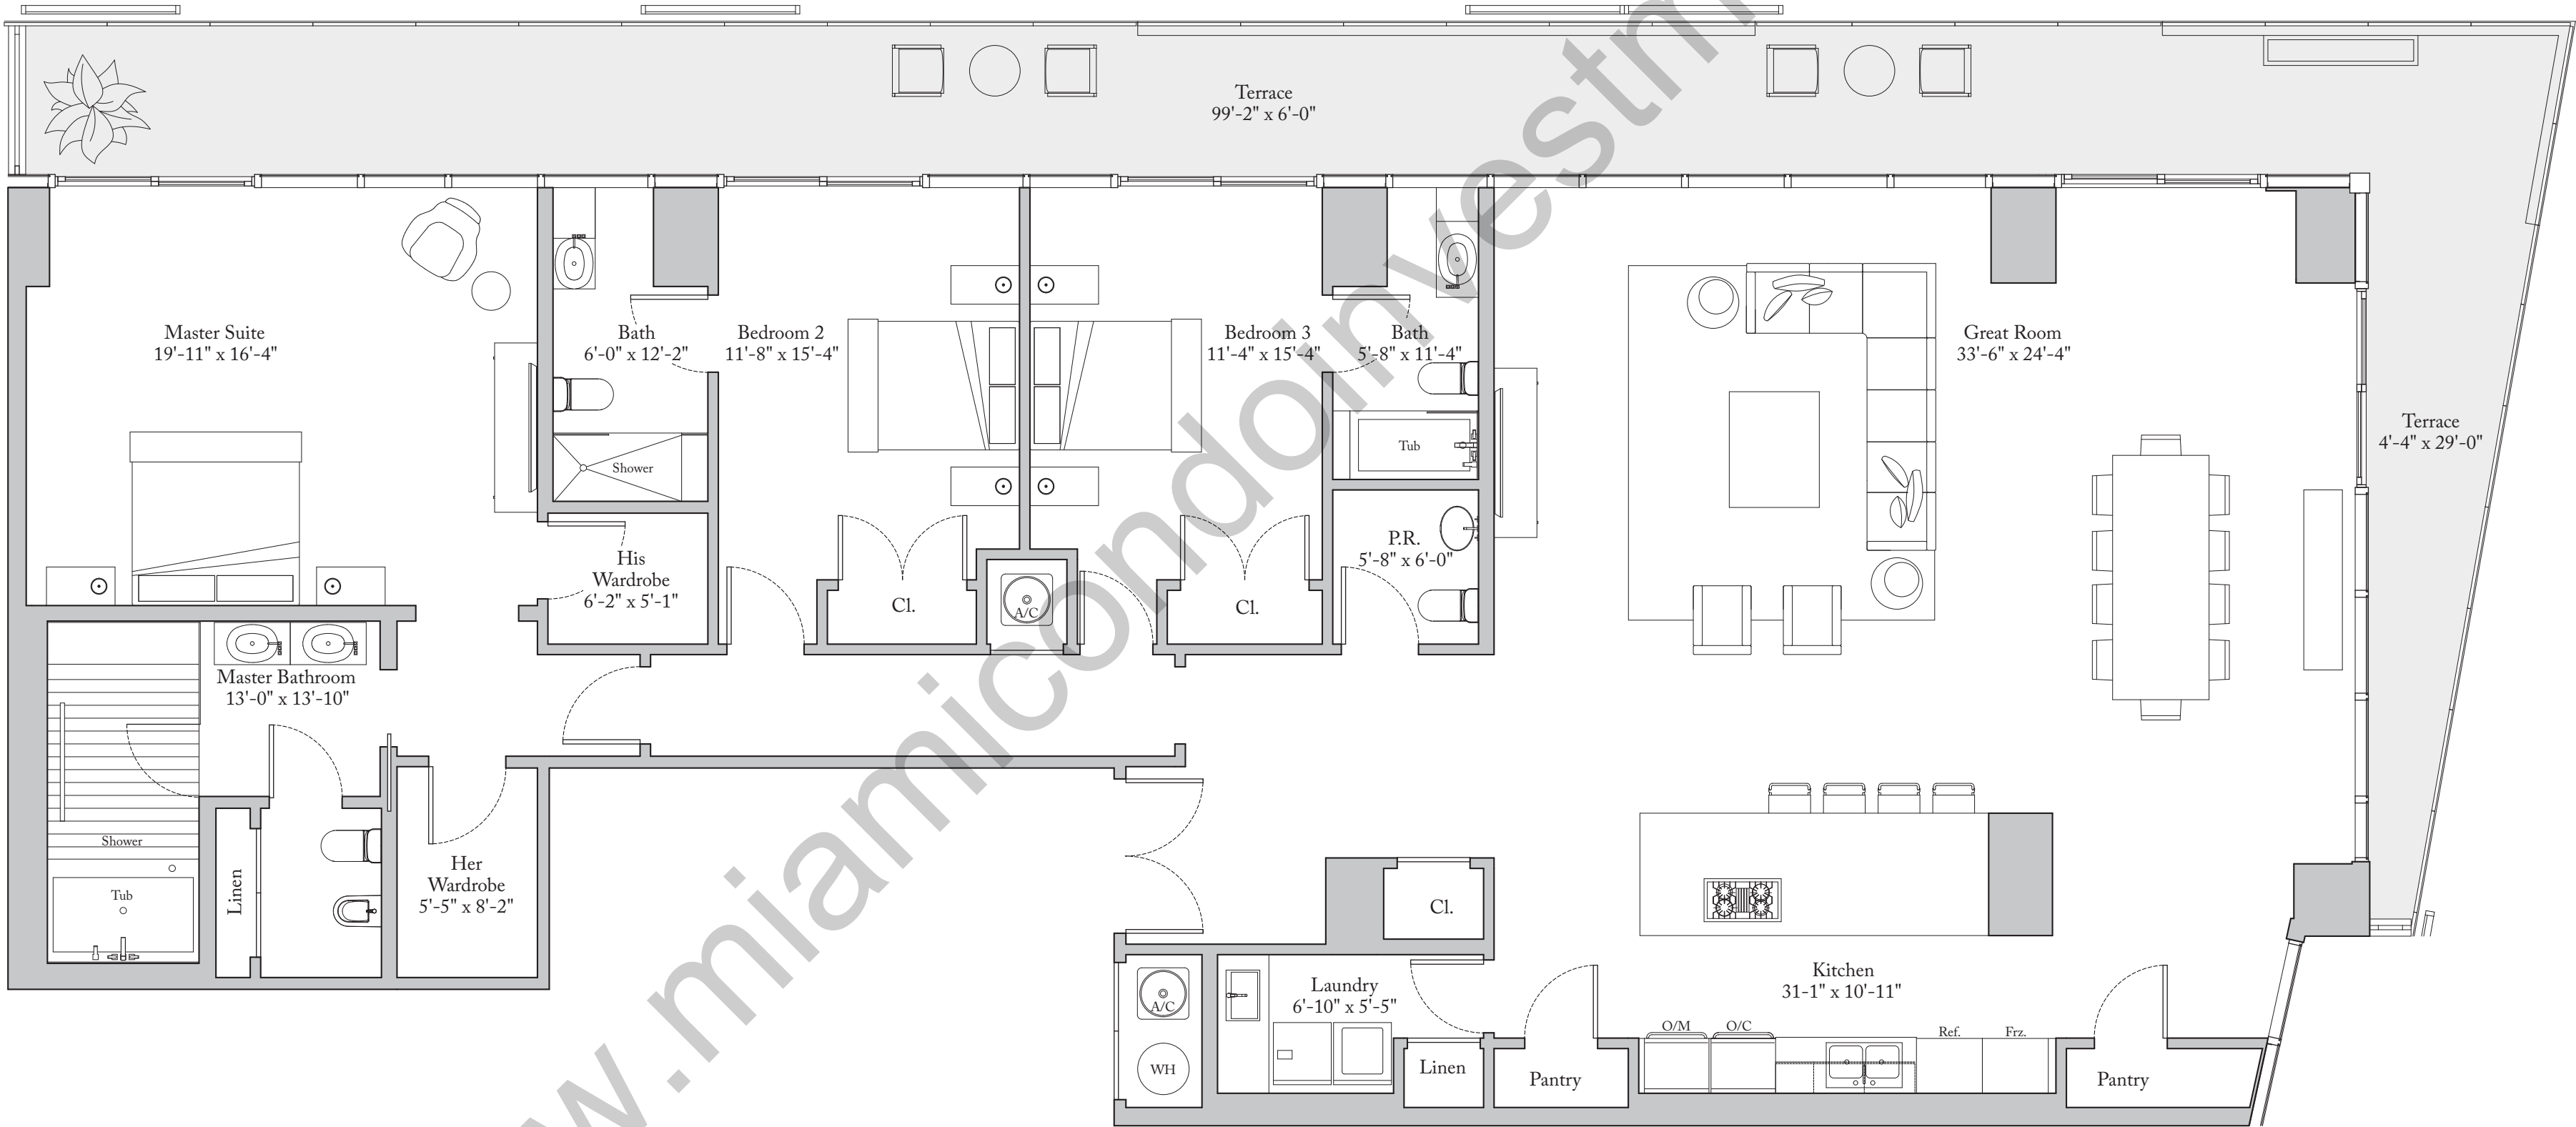 Terrace
99'-2" x 6'-0"
Master Suite
19'-11" x 16'-4"
Bath
6'-0" x 12'-2"
Bedroom 2
11'-8" x 15'-4"
Bedroom 3
11'-4" x 15'-4"
Bath
5'-8" x 11'-4"
Great Room
33'-6" x 24'-4"
Terrace
4'-4" x 29'-0"
Shower
Tub
His
Wardrobe
6'-2" x 5'-1"
Cl.
A/C
Cl.
P.R.
5'-8" x 6'-0"
Master Bathroom
13'-0" x 13'-10"
Shower
Tub
Linen
Her
Wardrobe
5'-5" x 8'-2"
Cl.
A/C
WH
Laundry
6'-10" x 5'-5"
Linen
Pantry
Kitchen
31-1" x 10'-11"
O/M
O/C
Ref.
Frz.
Pantry
w.miamicondoinvestm